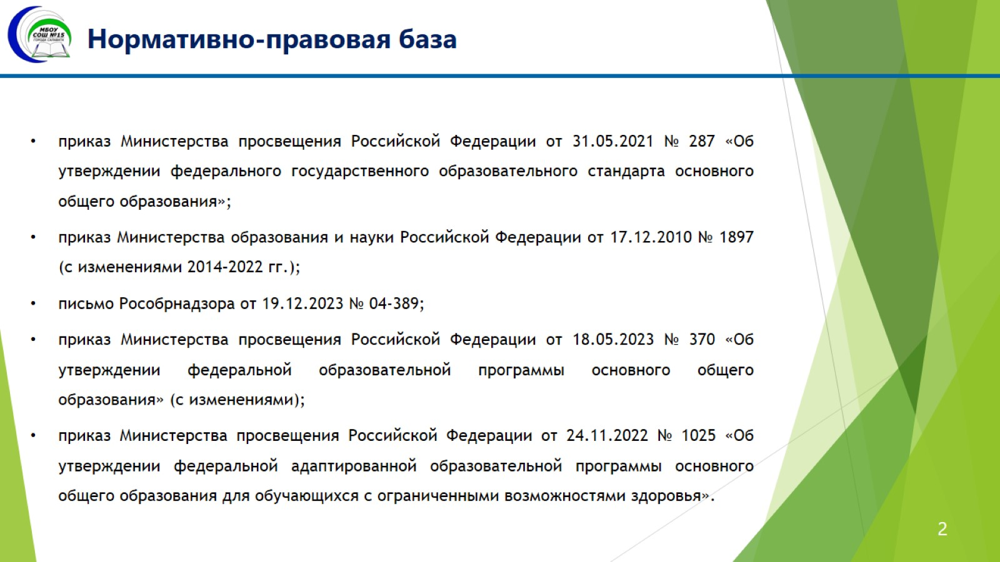 МБОУ
СОШ №15
ГОРОДА САЛАВАТА
Нормативно-правовая база
• приказ Министерства просвещения Российской Федерации от 31.05.2021 № 287 «Об
утверждении федерального государственного образовательного стандарта основного
общего образования»;
• приказ Министерства образования и науки Российской Федерации от 17.12.2010 № 1897
(с изменениями 2014-2022 гг.);
• письмо Рособрнадзора от 19.12.2023 № 04-389;
• приказ Министерства просвещения Российской Федерации от 18.05.2023 № 370 «Об
утверждении федеральной образовательной программы основного общего
образования» (с изменениями);
• приказ Министерства просвещения Российской Федерации от 24.11.2022 № 1025 «Об
утверждении федеральной адаптированной образовательной программы основного
общего образования для обучающихся с ограниченными возможностями здоровья».
2